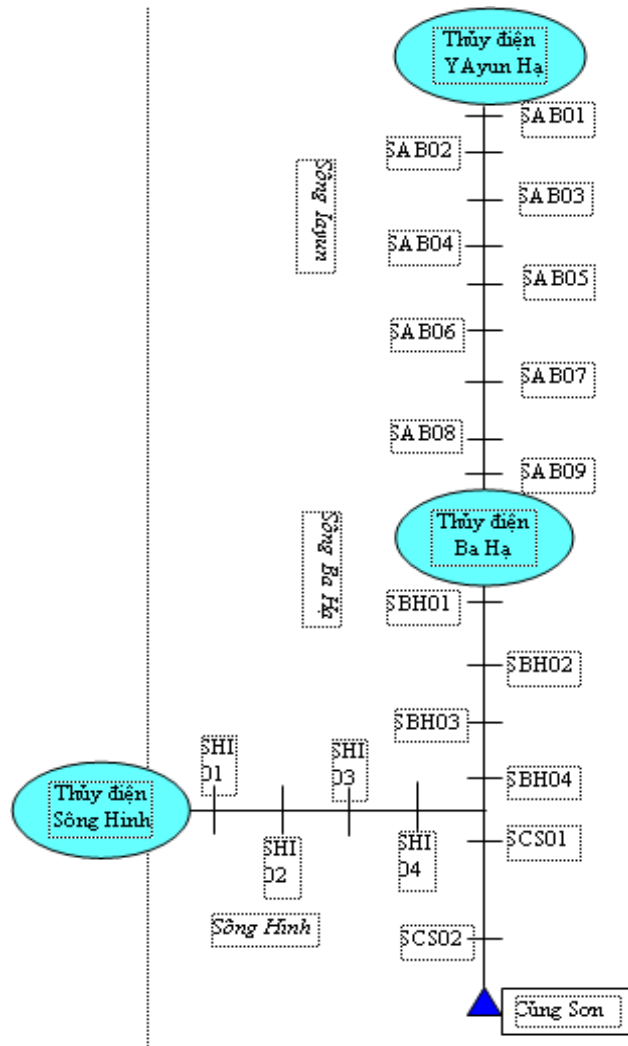 Thủy điện
YAyun Hạ
SAB01
SAB02
SAB03
Sông Iayun
SAB04
SAB05
SAB06
SAB07
SAB08
SAB09
Thủy điện
Ba Hạ
Sông Ba Hạ
SBH01
SBH02
SBH03
SHI
01
SHI
03
SBH04
Thủy điện
Sông Hinh
SHI
02
SHI
04
SCS01
Sông Hinh
SCS02
Củng Sơn